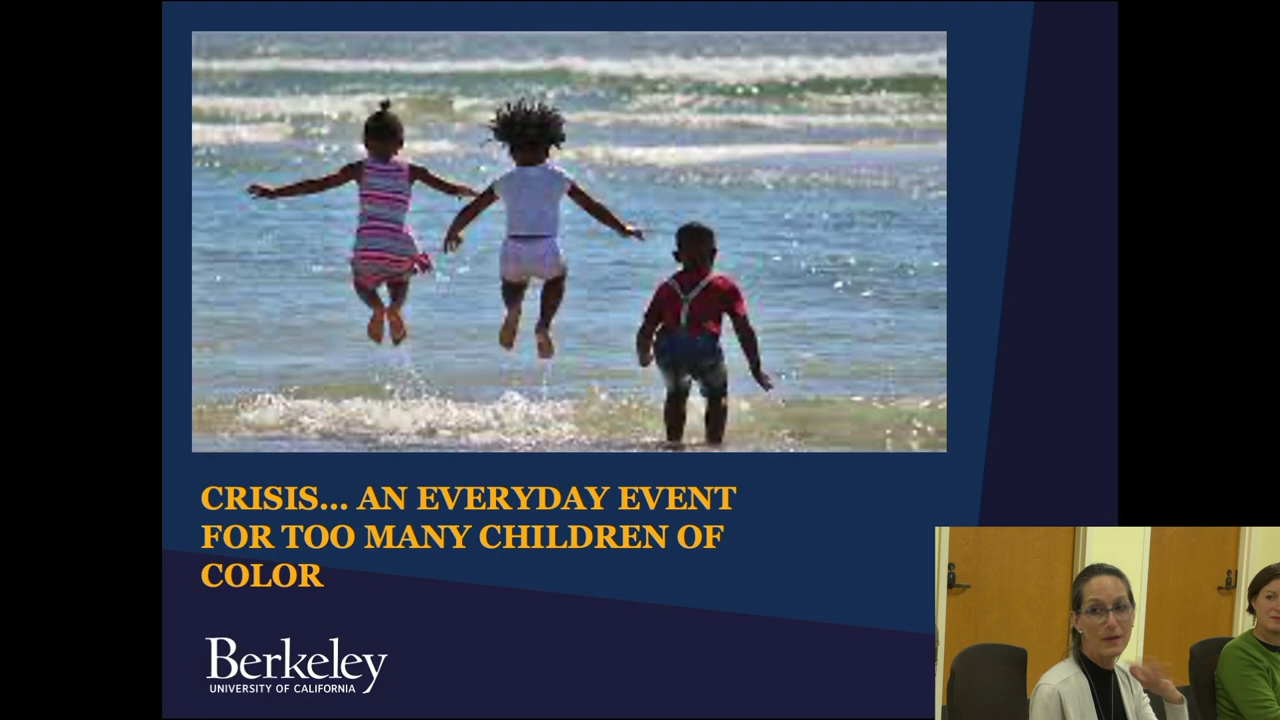 CRISIS... AN EVERYDAY EVENT
FOR TOO MANY CHILDREN OF
COLOR
Berkeley
UNIVERSITY OF CALIFORNIA